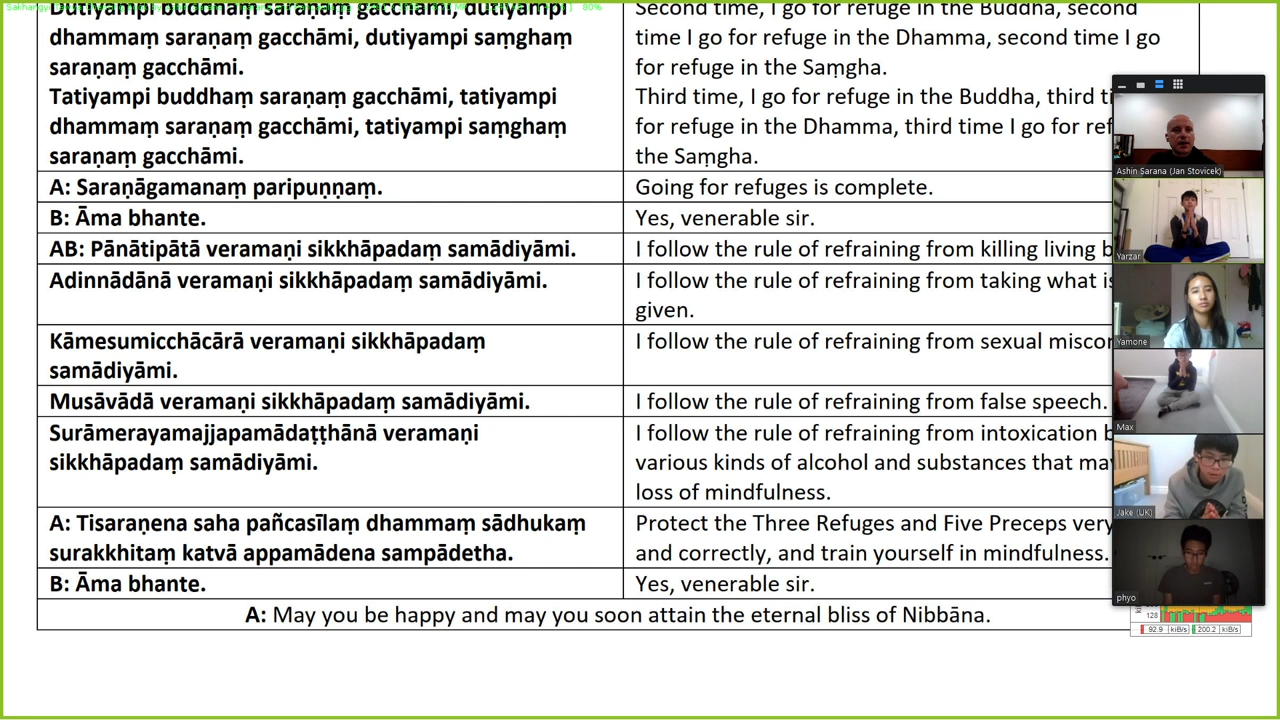 Dutiyampi buddhaṃ saraṇaṃ gacchāmi, dutiyampi
dhammaṃ saraṇaṃ gacchāmi, dutiyampi saṃghaṃ
saraṇaṃ gacchāmi.
Tatiyampi buddhaṃ saraṇaṃ gacchāmi, tatiyampi
dhammaṃ saraṇaṃ gacchāmi, tatiyampi saṃghaṃ
saraṇaṃ gacchāmi.
Second time, I go for refuge in the Buddha, second
time I go for refuge in the Dhamma, second time I go
for refuge in the Saṃgha.
Third time, I go for refuge in the Buddha, third
for refuge in the Dhamma, third time I go for
the Saṃgha.
A: Saraṇāgamanaṃ paripuṇṇaṃ.
Going for refuges is complete.
B: Āma bhante.
Yes, venerable sir.
AB: Pānātipātā veramaṇi sikkhāpadaṃ samādiyāmi.
I follow the rule of refraining from killing living
Adinnādānā veramaṇi sikkhāpadaṃ samādiyāmi.
I follow the rule of refraining from taking what
given.
Kāmesumicchācārā veramaṇi sikkhāpadaṃ
samādiyāmi.
I follow the rule of refraining from sexual
Musāvādā veramaṇi sikkhāpadaṃ samādiyāmi.
I follow the rule of refraining from false speech.
Surāmerayamajjapamādaṭṭhānā veramaṇi
sikkhāpadaṃ samādiyāmi.
I follow the rule of refraining from intoxication
various kinds of alcohol and substances that
loss of mindfulness.
A: Tisaraṇena saha pañcasīlaṃ dhammaṃ sādhukaṃ
surakkhitaṃ katvā appamādena sampādetha.
Protect the Three Refuges and Five Preceps very
and correctly, and train yourself in mindfulness.
B: Āma bhante.
Yes, venerable sir.
A: May you be happy and may you soon attain the eternal bliss of Nibbāna.
Ashin Sarana (Jan Stovicek)
Yarzar
Yamone
Max
Jake (UK)
phyo
128
92.9 kiB/s 200.2 kiB/s
80%